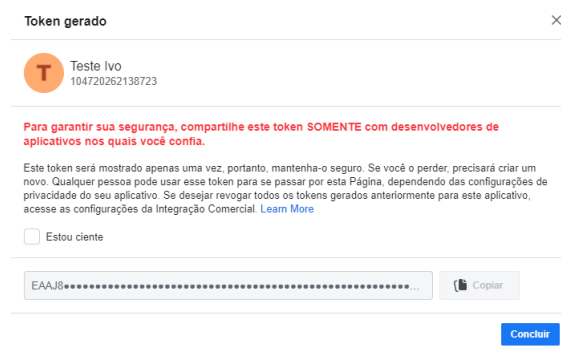 Token gerado
T
Teste Ivo
104720262138723
Para garantir sua segurança, compartilhe este token SOMENTE com desenvolvedores de
aplicativos nos quais você confia.
Este token será mostrado apenas uma vez, portanto, mantenha-o seguro. Se você o perder, precisará criar um
novo. Qualquer pessoa pode usar esse token para se passar por esta Página, dependendo das configurações de
privacidade do seu aplicativo. Se desejar revogar todos os tokens gerados anteriormente para este aplicativo,
acesse as configurações da Integração Comercial. Learn More
Estou ciente
EAAJ8●●●●●●●●●●●●●●●●●●●●●●●●●●●●●●●●●●●●●●●●●●●●●●●●●●●●●●●●●...
Copiar
Concluir